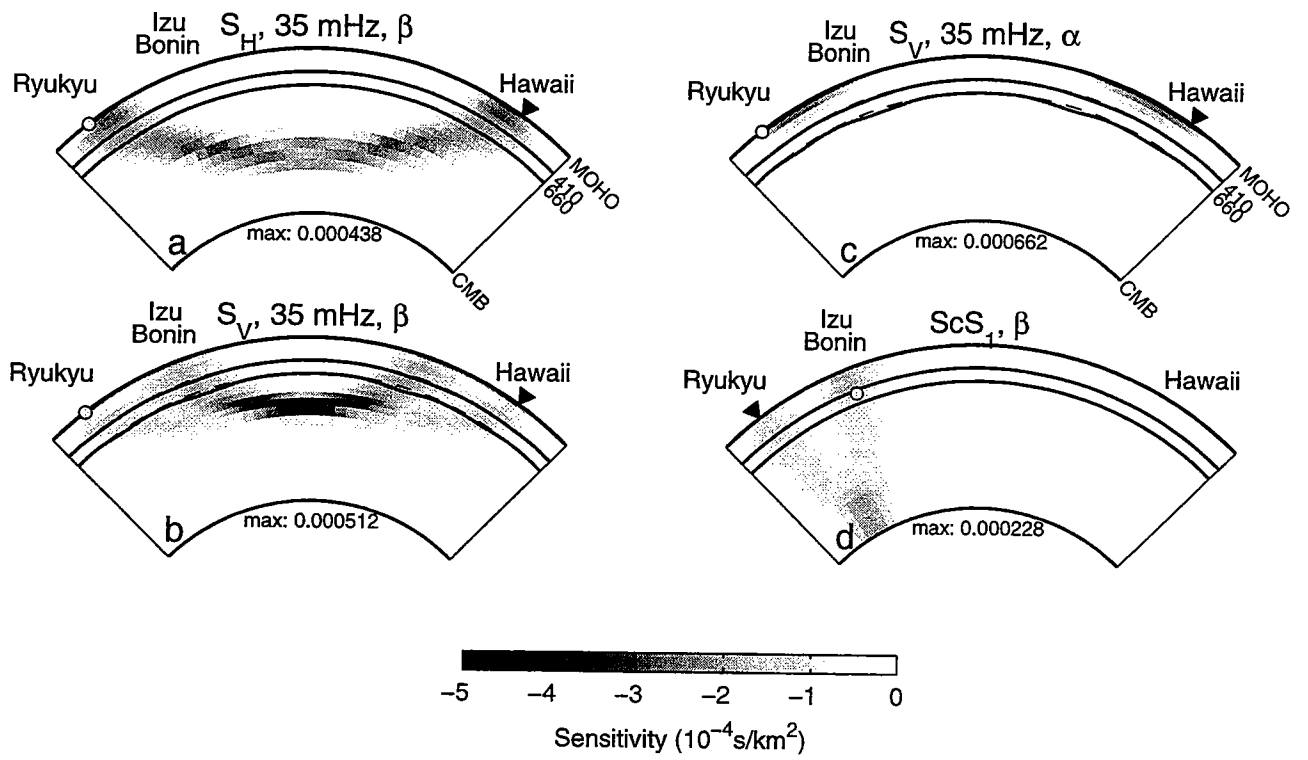 Izu
Bonin
S_H, 35 mHz, β
Ryukyu
Hawaii
MOHO
410
660
CMB
max: 0.000438
a
Izu
Bonin
S_V, 35 mHz, α
Ryukyu
Hawaii
MOHO
410
660
CMB
max: 0.000662
c
Izu
Bonin
S_V, 35 mHz, β
Ryukyu
Hawaii
max: 0.000512
b
Izu
Bonin
ScS_1, β
Ryukyu
Hawaii
max: 0.000228
d
−5 −4 −3 −2 −1 0
Sensitivity (10^−4 s/km^2)